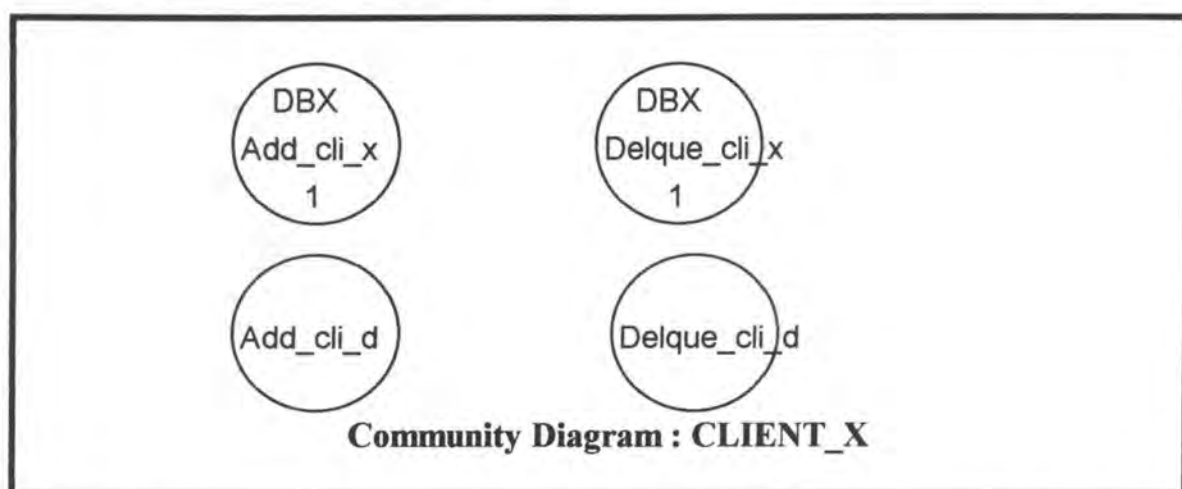 DBX
Add_cli_x
1
DBX
Delque_cli_x
1
Add_cli_d
Delque_cli_d
Community Diagram : CLIENT_X